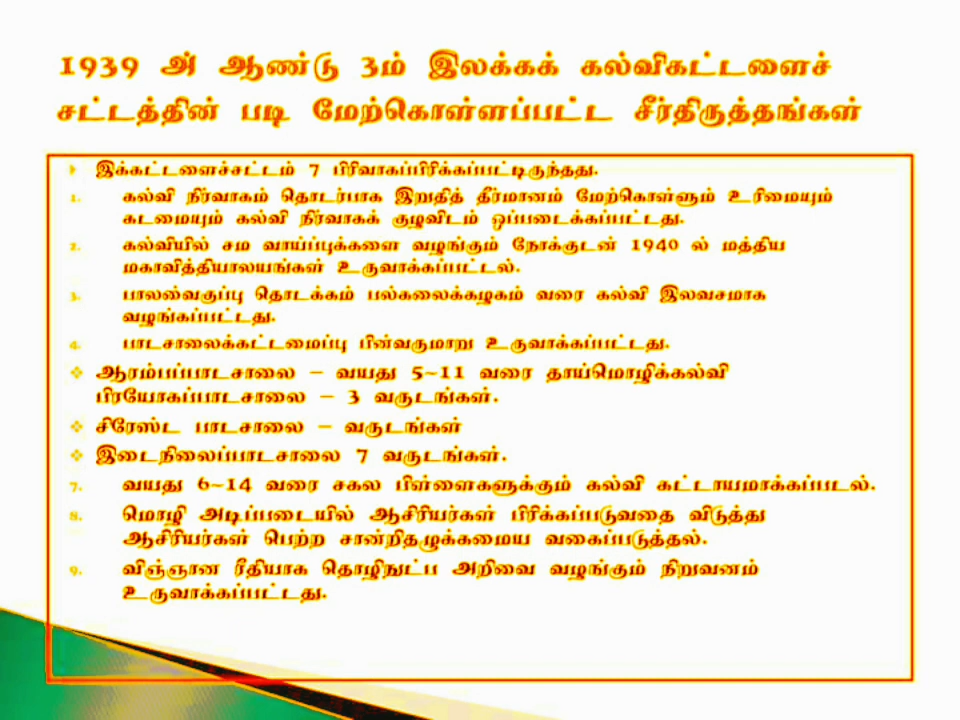 1939 அ் ஆண்டு 3ம் இலக்கக் கல்விகட்டளைச்
சட்டத்தின் படி மேற்கொள்ளப்பட்ட சீர்திருத்தங்கள்
இக்கட்டளைச்சட்டம் 7 பிரிவாகப்பிரிக்கப்பட்டிருந்தது.
1. கல்வி நிர்வாகம் தொடர்பாக இறுதித் தீர்மானம் மேற்கொள்ளும் உரிமையும்
கடமையும் கல்வி நிர்வாகக் குழுவிடம் ஒப்படைக்கப்பட்டது.
2. கல்வியில் சம வாய்ப்புக்களை வழங்கும் நோக்குடன் 1940 ல் மத்திய
மகாவித்தியாலயங்கள் உருவாக்கப்பட்டல்.
3. பாலஸ்வகுப்பு தொடக்கம் பல்கலைக்கழகம் வரை கல்வி இலவசமாக
வழங்கப்பட்டது.
4. பாடசாலைக்கட்டமைப்பு பின்வருமாறு உருவாக்கப்பட்டது.
❖ ஆரம்பப்பாடசாலை – வயது 5~11 வரை தாய்மொழிக்கல்வி
பிரயோகப்பாடசாலை – 3 வருடங்கள்.
❖ சிரேஸ்ட பாடசாலை – வருடங்கள்
❖ இடைநிலைப்பாடசாலை 7 வருடங்கள்.
7. வயது 6~14 வரை சகல பிள்ளைகளுக்கும் கல்வி கட்டாயமாக்கப்படல்.
8. மொழி அடிப்படையில் ஆசிரியர்கள் பிரிக்கப்படுவதை விடுத்து
ஆசிரியர்கள் பெற்ற சான்றிதழுக்கமைய வகைப்படுத்தல்.
9. விஞ்ஞான ரீதியாக தொழிநுட்ப அறிவை வழங்கும் நிறுவனம்
உருவாக்கப்பட்டது.